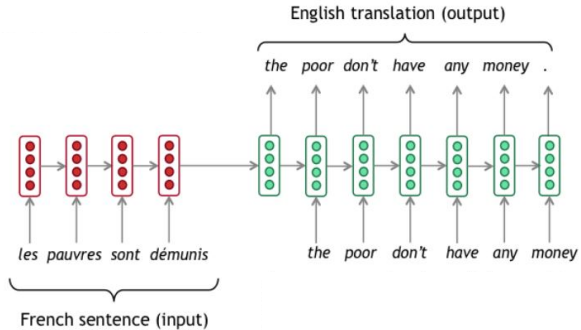 English translation (output)
the poor don't have any money .
les pauvres sont démunis
the poor don't have any money
French sentence (input)